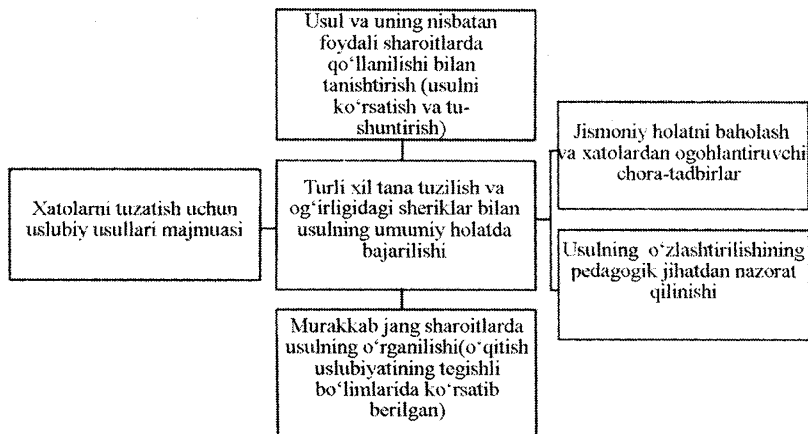 Usul va uning nisbatan
foydali sharoitlarda
qo‘llanilishi bilan
tanishtirish (usulni
ko‘rsatish va tu-
shuntirish)
Xatolarni tuzatish uchun
uslubiy usullari majmuasi
Turli xil tana tuzilish va
og‘irligidagi sheriklar bilan
usulning umumiy holatda
bajarilishi
Jismoniy holatni baholash
va xatolardan ogohlantiruvchi
chora-tadbirlar
Usulning o‘zlashtirilishining
pedagogik jihatdan nazorat
qilinishi
Murakkab jang sharoitlarda
usulning o‘rganilishi(o‘qitish
uslubiyatining tegishli
bo‘limlarida ko‘rsatib
berilgan)